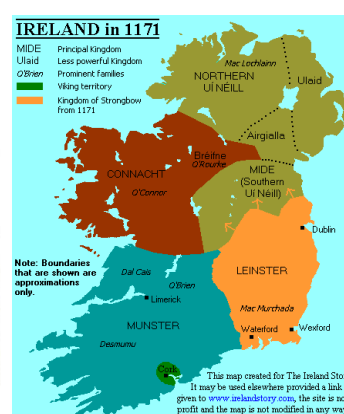 IRELAND in 1171
MIDE Principal Kingdom
Ulaid Less powerful Kingdom
O'Brien Prominent families
Viking territory
Kingdom of Strongbow
from 1171
Mac Lochlainn
NORTHERN
UÍ NÉILL
Ulaid
Airgialla
Bréifne
O'Rourke
CONNACHT
O'Connor
MIDE
(Southern
Uí Néill)
Dublin
Note: Boundaries
that are shown are
approximations
only.
Dal Cais
O'Brien
LEINSTER
Limerick
Mac Murchada
MUNSTER
Waterford
Wexford
Desmumu
Cork
This map created for The Ireland Sto
It may be used elsewhere provided a link
given to www.irelandstory.com, the site is no
profit and the map is not modified in any wa